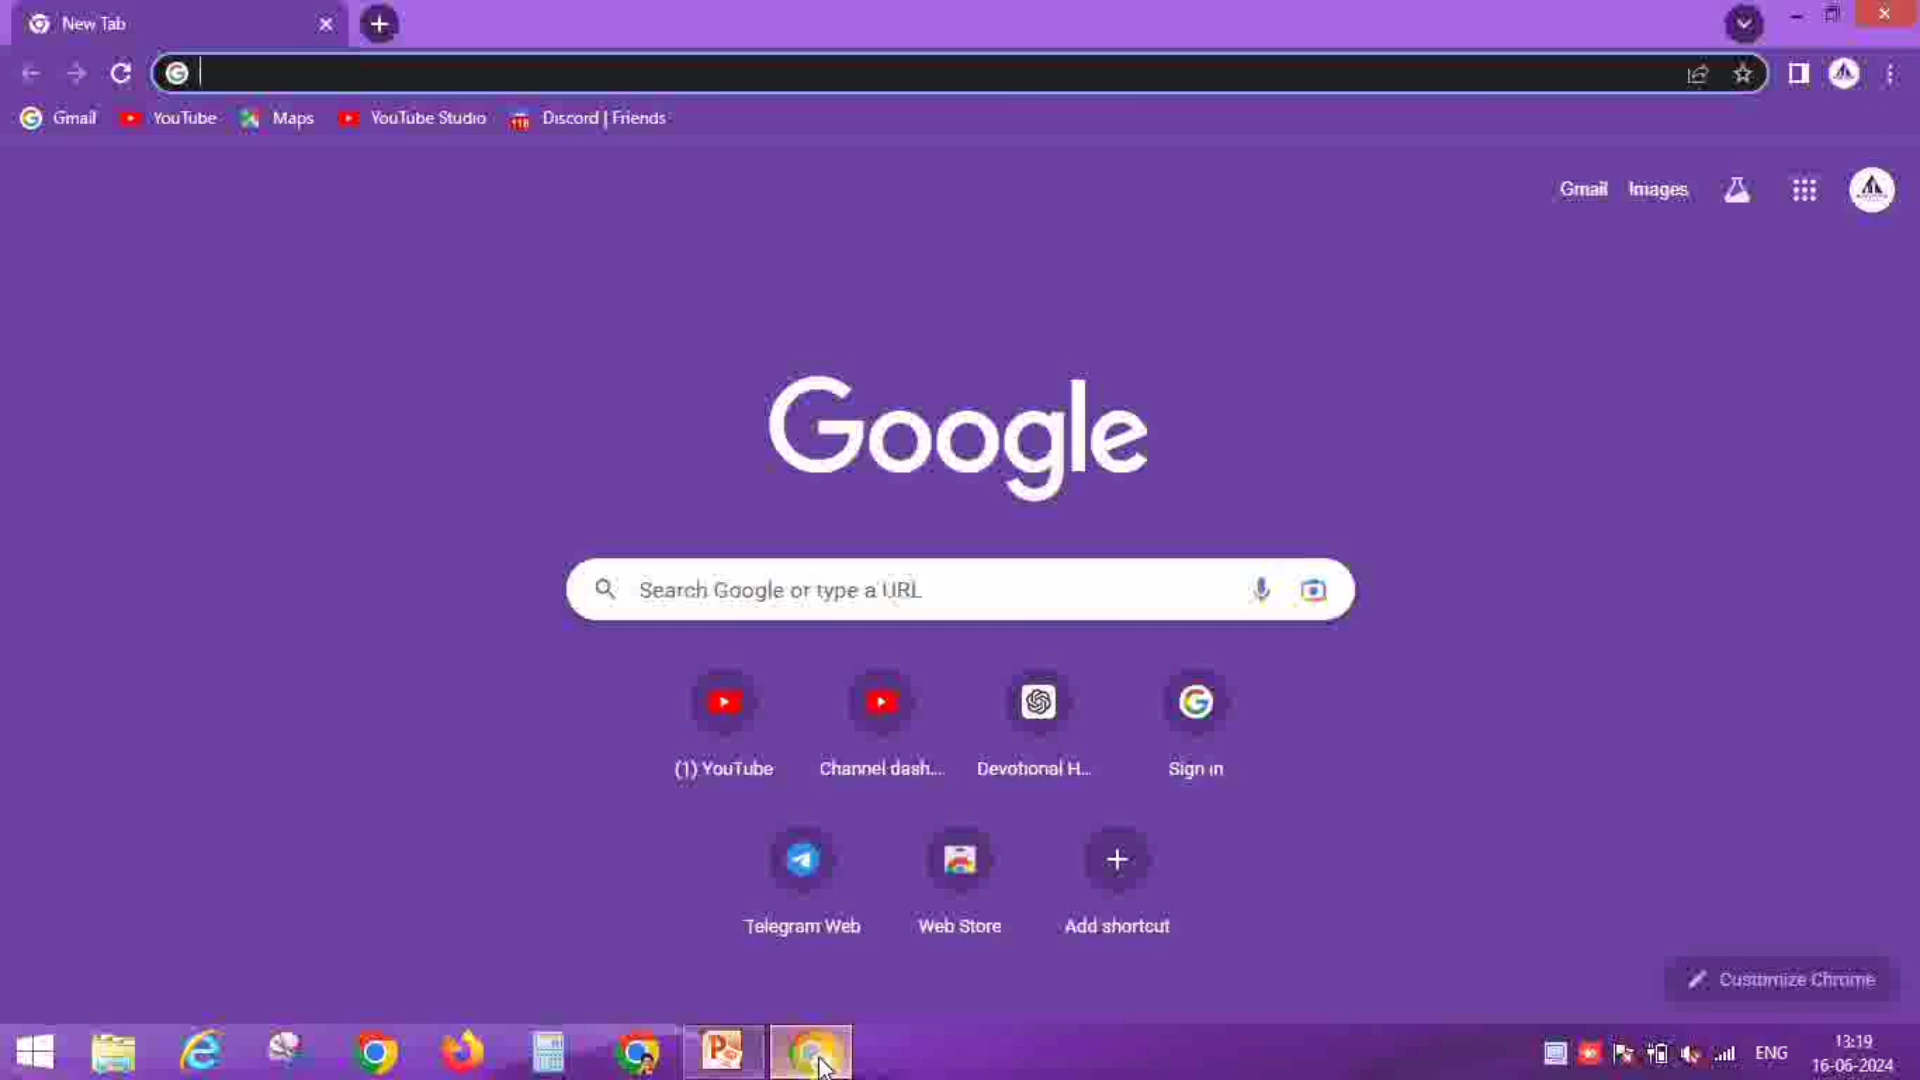 New Tab
Gmail YouTube Maps YouTube Studio 118 Discord | Friends
Gmail Images
Google
Search Google or type a URL
(1) YouTube Channel dash... Devotional H... Sign in
Telegram Web Web Store Add shortcut
Customize Chrome
ENG 13:19
16-06-2024